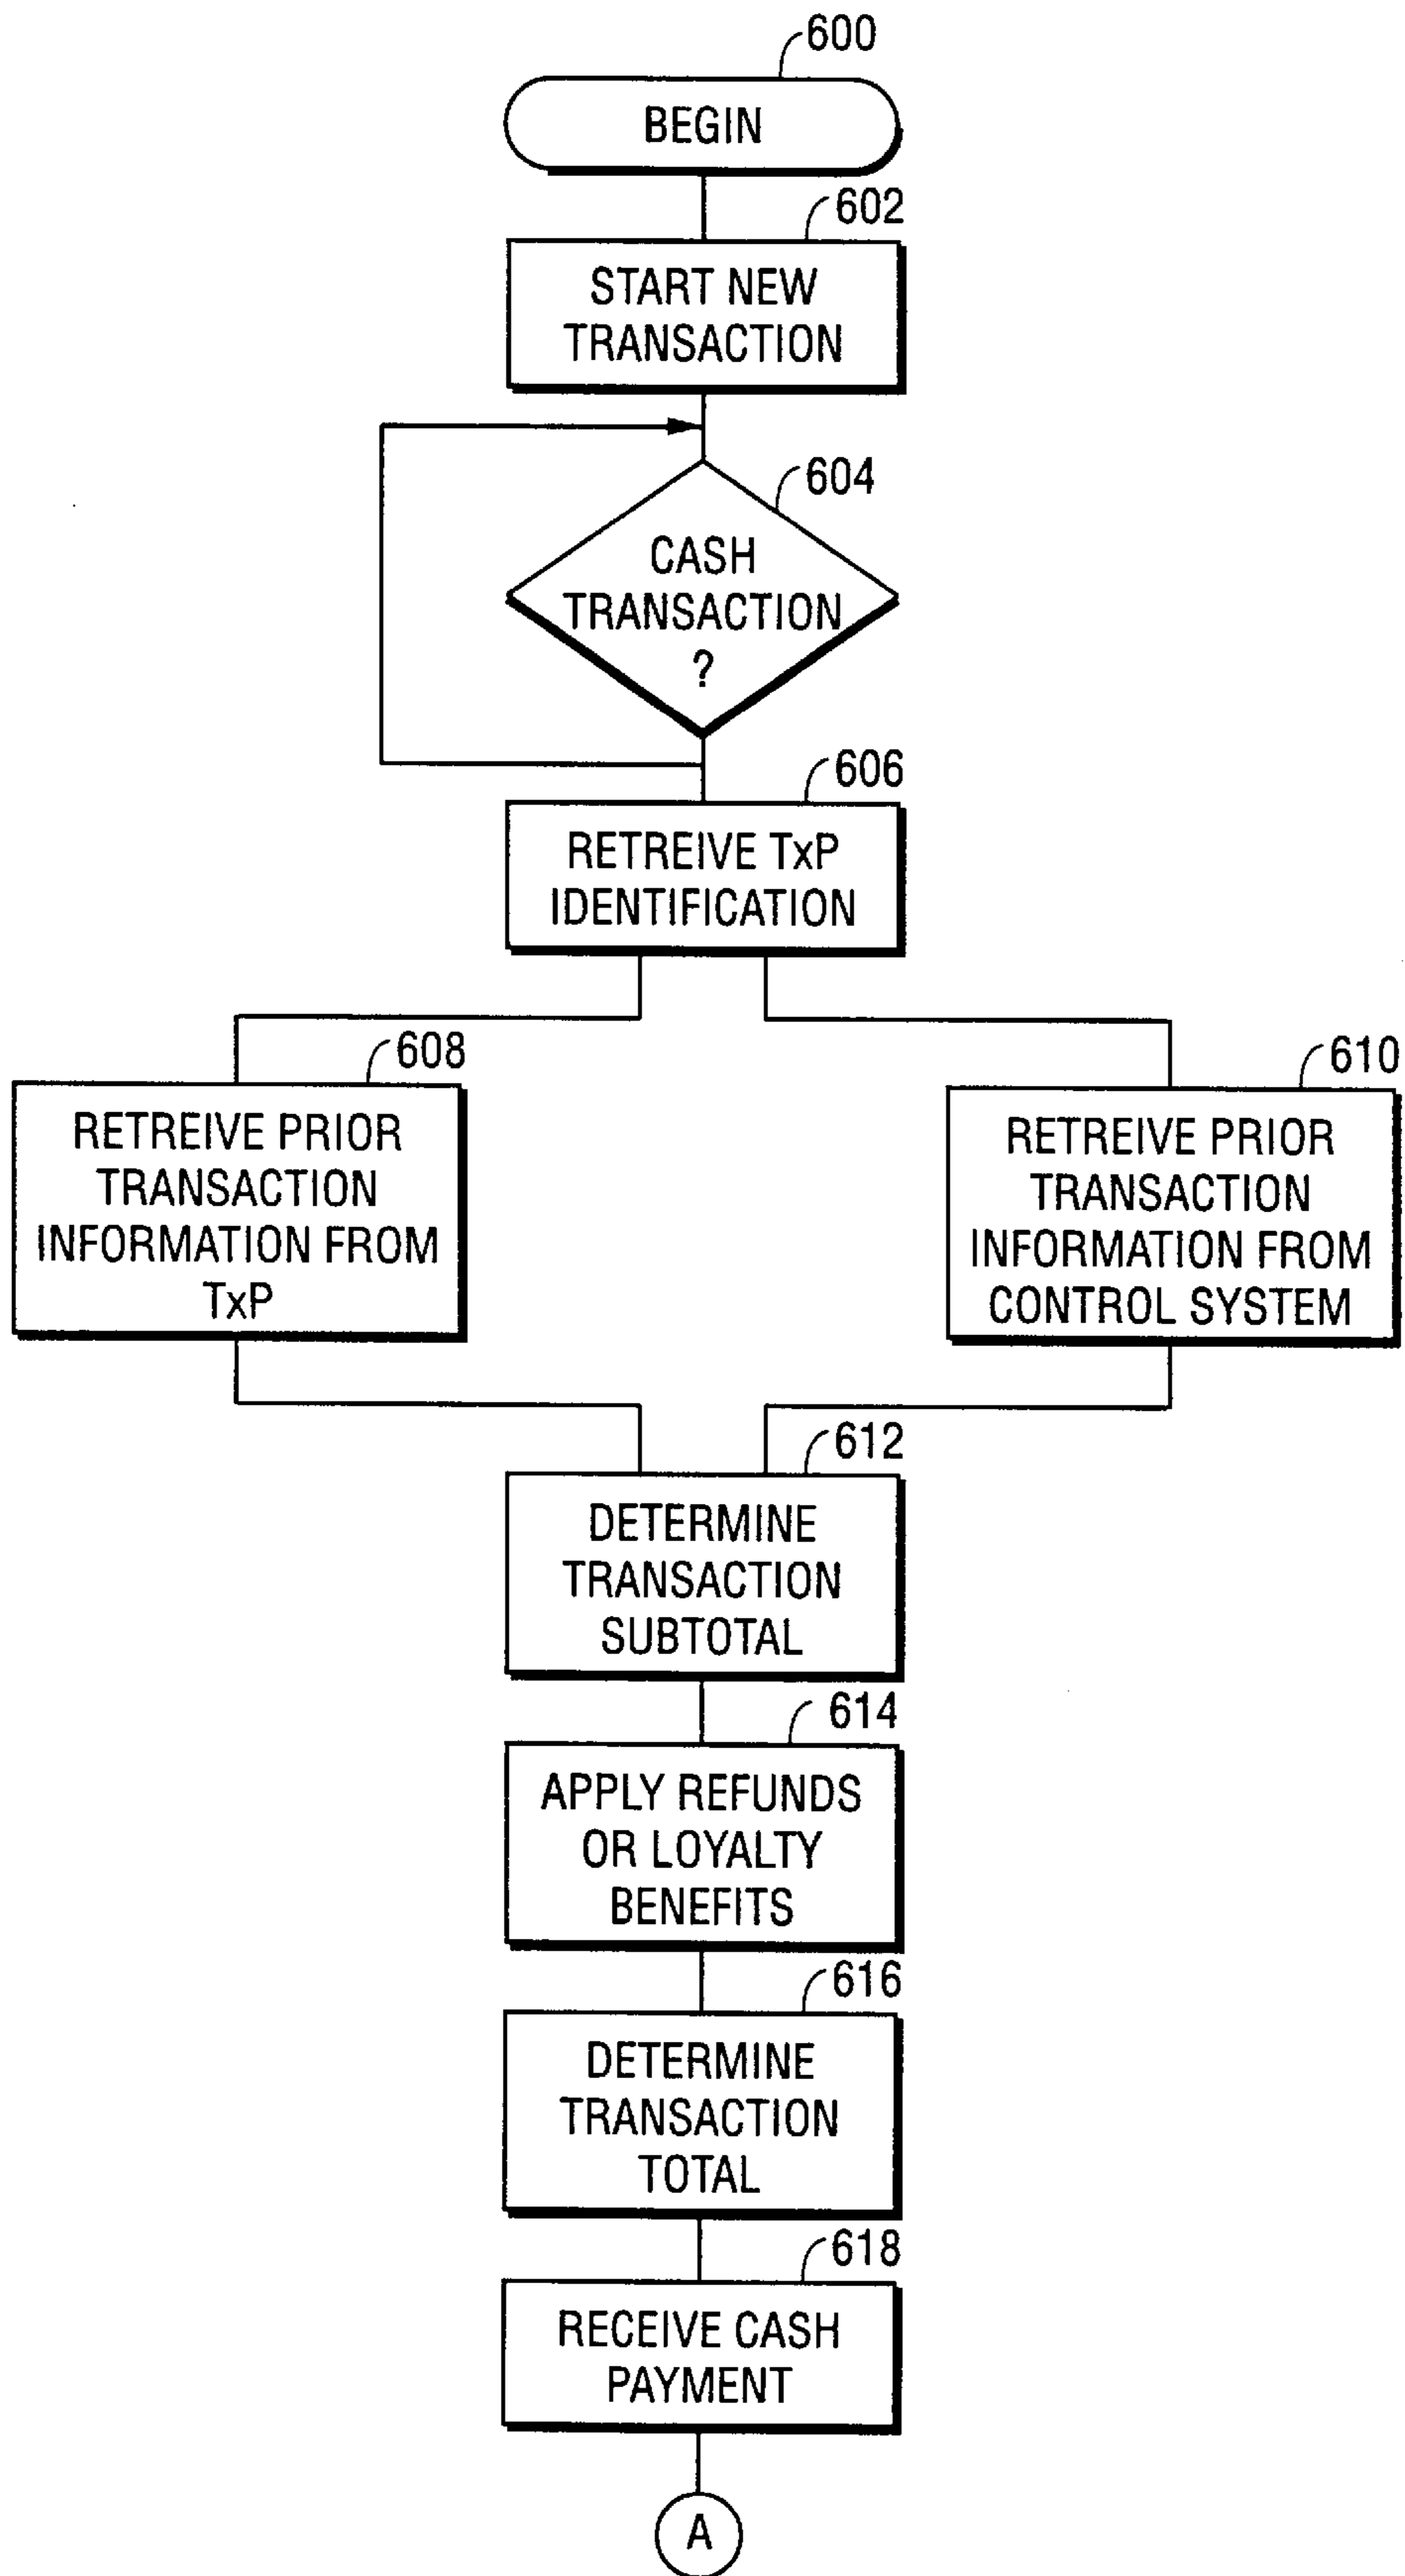 600
BEGIN
602
START NEW
TRANSACTION
604
CASH
TRANSACTION
?
606
RETREIVE TxP
IDENTIFICATION
608
RETREIVE PRIOR
TRANSACTION
INFORMATION FROM
TxP
610
RETREIVE PRIOR
TRANSACTION
INFORMATION FROM
CONTROL SYSTEM
612
DETERMINE
TRANSACTION
SUBTOTAL
614
APPLY REFUNDS
OR LOYALTY
BENEFITS
616
DETERMINE
TRANSACTION
TOTAL
618
RECEIVE CASH
PAYMENT
A